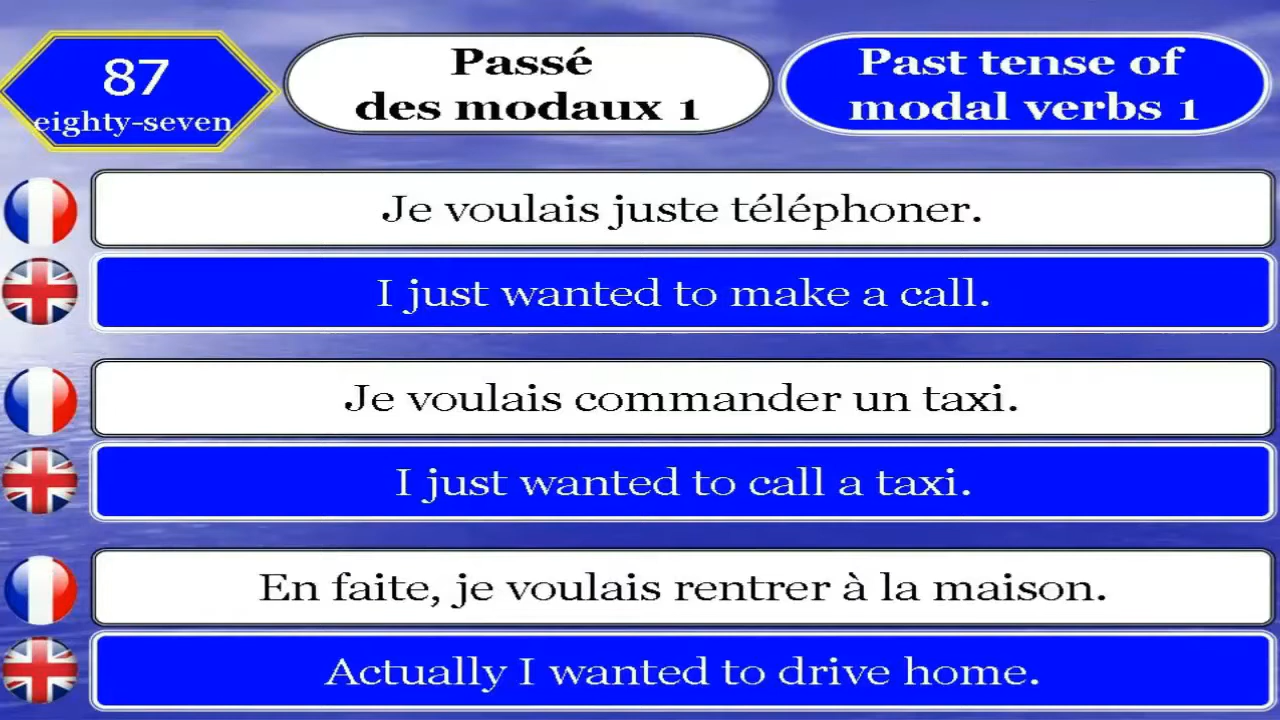 87
eighty-seven
Passé
des modaux 1
Past tense of
modal verbs 1
Je voulais juste téléphoner.
I just wanted to make a call.
Je voulais commander un taxi.
I just wanted to call a taxi.
En faite, je voulais rentrer à la maison.
Actually I wanted to drive home.